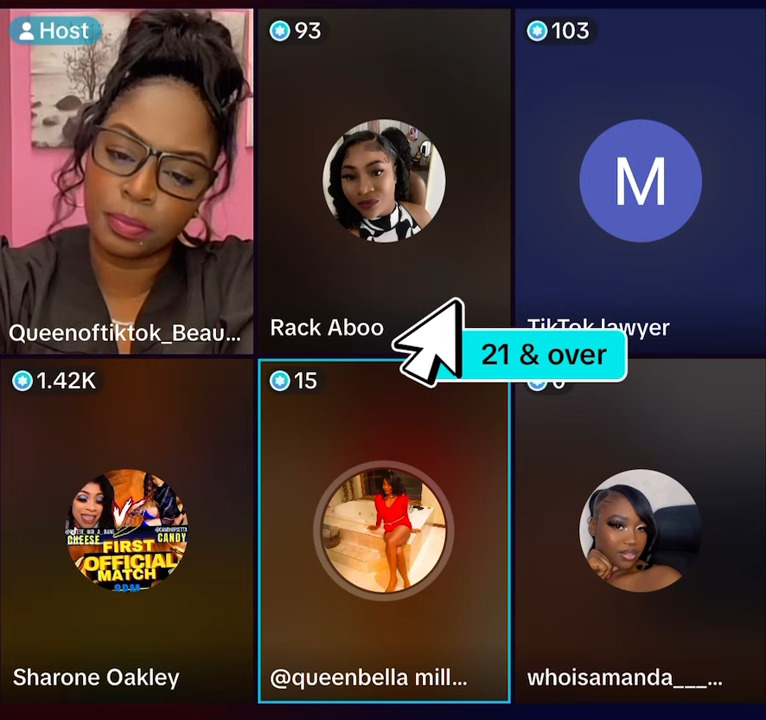 Host
93
103
M
Queenoftiktok_Beau...
Rack Aboo
TikTok lawyer
21 & over
1.42K
15
0
CHEESE
V
CANDY
FIRST
OFFICIAL
MATCH
Sharone Oakley
@queenbella mill...
whoisamanda___...